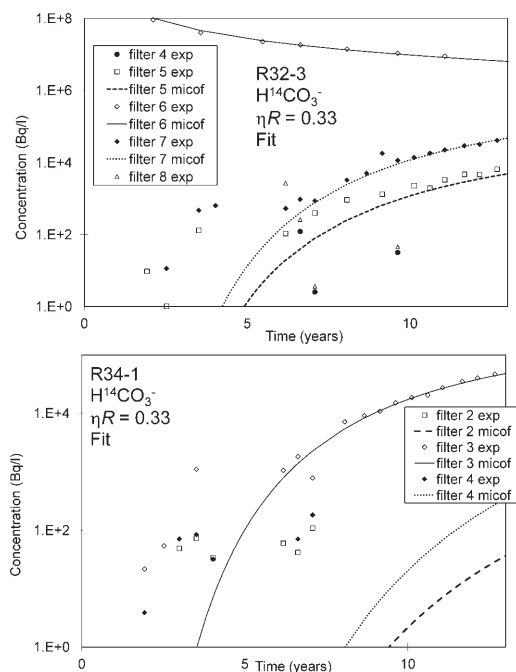 1.E+8
1.E+6
1.E+4
1.E+2
1.E+0
Concentration (Bq/l)
filter 4 exp
filter 5 exp
filter 5 micof
filter 6 exp
filter 6 micof
filter 7 exp
filter 7 micof
filter 8 exp
R32-3
H¹⁴CO₃⁻
ηR = 0.33
Fit
0 5 10
Time (years)
1.E+4
1.E+2
1.E+0
Concentration (Bq/l)
R34-1
H¹⁴CO₃⁻
ηR = 0.33
Fit
filter 2 exp
filter 2 micof
filter 3 exp
filter 3 micof
filter 4 exp
filter 4 micof
0 5 10
Time (years)